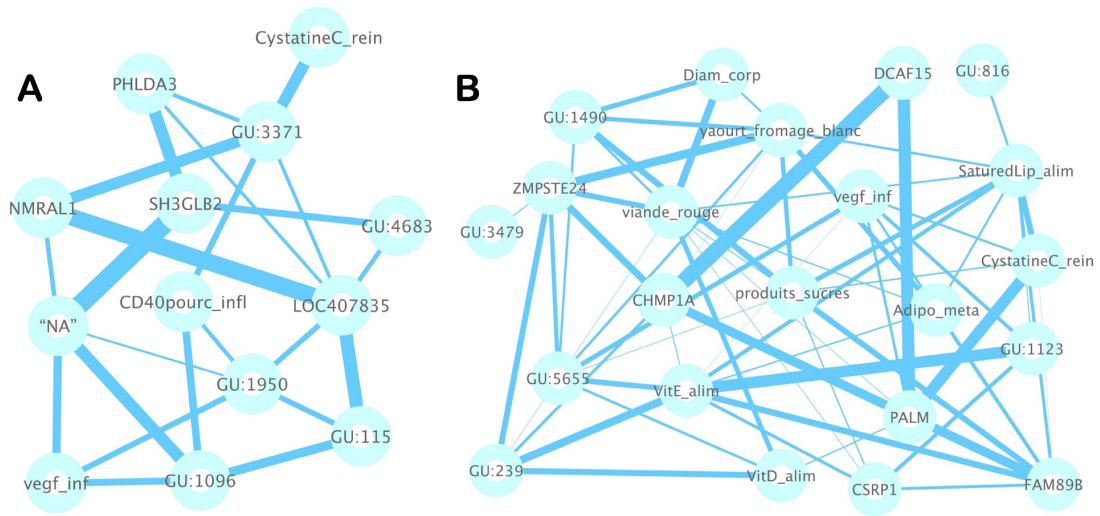 A
CystatineC_rein
PHLDA3
GU:3371
NMRAL1
SH3GLB2
GU:4683
CD40pourc_infl
LOC407835
“NA”
GU:1950
GU:115
vegf_inf
GU:1096
B
Diam_corp
DCAF15
GU:816
GU:1490
yaourt_fromage_blanc
ZMPSTE24
SaturedLip_alim
viande_rouge
vegf_inf
GU:3479
CystatineC_rein
CHMP1A
produits_sucres
Adipo_meta
GU:1123
GU:5655
VitE_alim
PALM
GU:239
VitD_alim
CSRP1
FAM89B